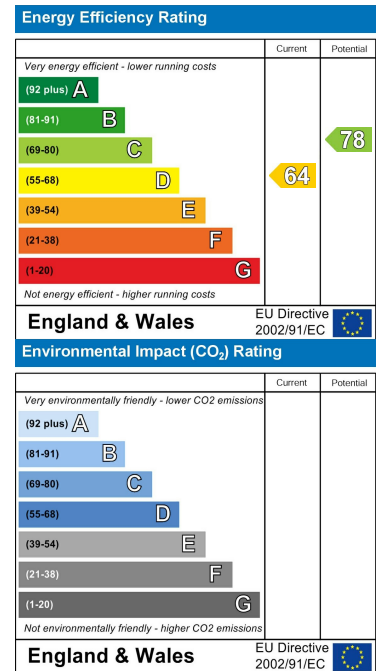 Energy Efficiency Rating
Current Potential
Very energy efficient - lower running costs
(92 plus) A
(81-91) B
(69-80) C
78
(55-68) D
64
(39-54) E
(21-38) F
(1-20) G
Not energy efficient - higher running costs
England & Wales
EU Directive
2002/91/EC
Environmental Impact (CO₂) Rating
Current Potential
Very environmentally friendly - lower CO2 emissions
(92 plus) A
(81-91) B
(69-80) C
(55-68) D
(39-54) E
(21-38) F
(1-20) G
Not environmentally friendly - higher CO2 emissions
England & Wales
EU Directive
2002/91/EC